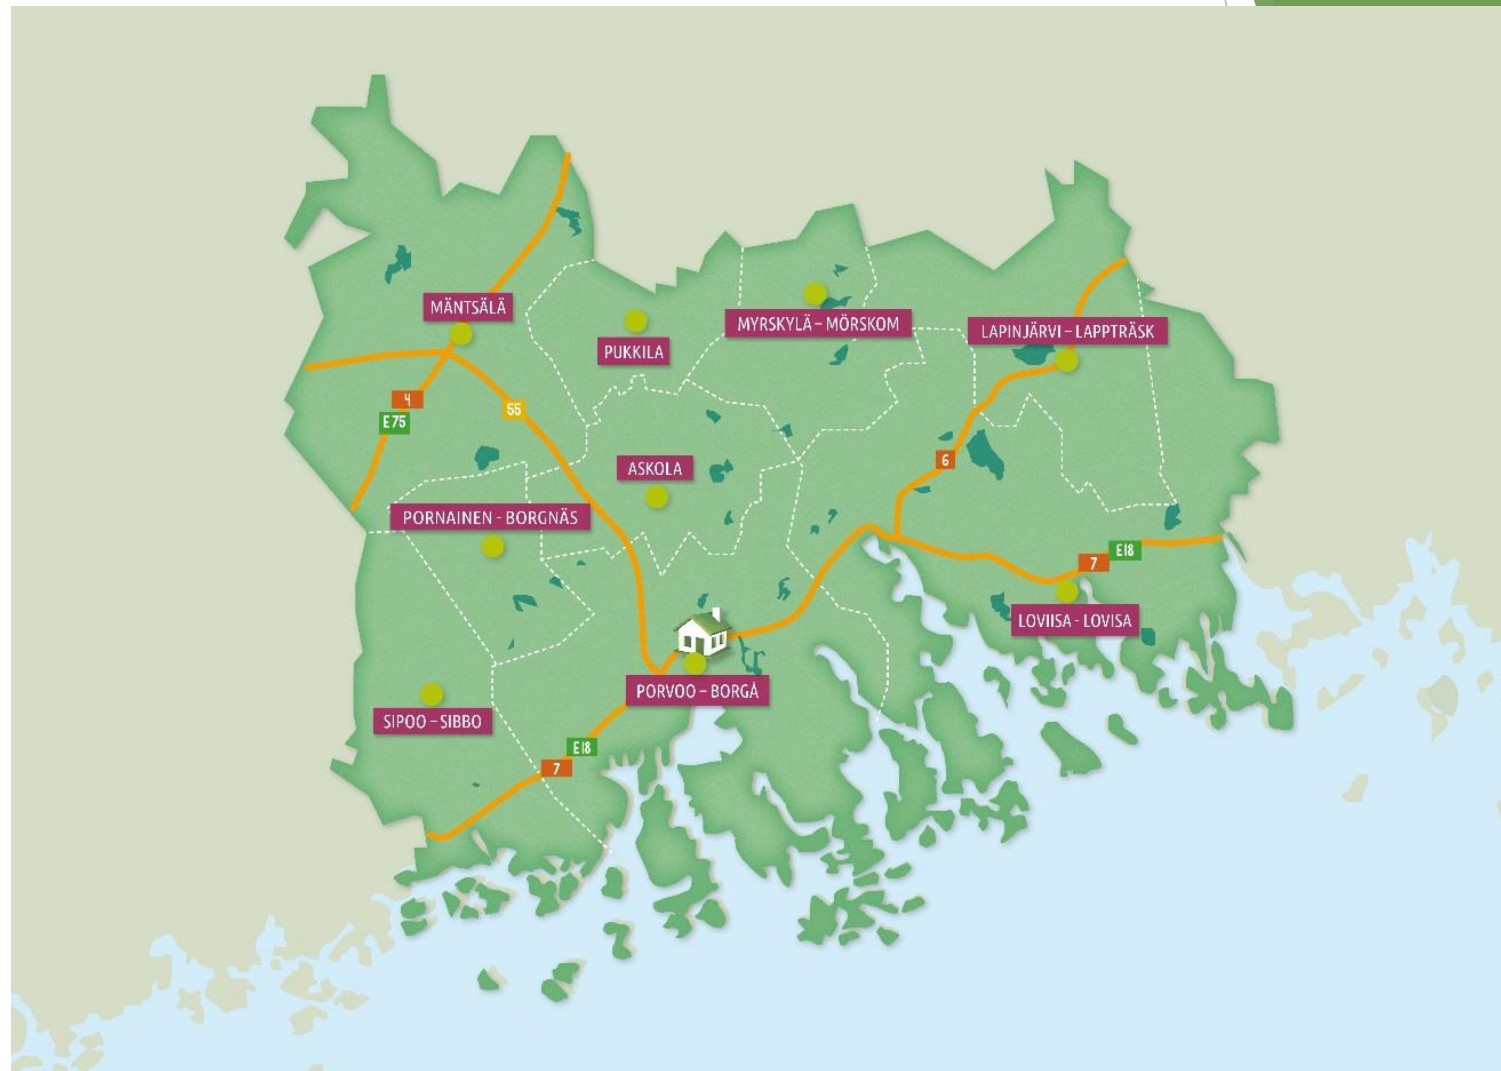 MÄNTSÄLÄ
MYRSKYLÄ – MÖRSKOM
LAPINJÄRVI – LAPPTRÄSK
PUKKILA
4
E75
55
ASKOLA
6
PORNAINEN - BORGNÄS
E18
7
LOVIISA - LOVISA
PORVOO – BORGÅ
SIPOO – SIBBO
E18
7